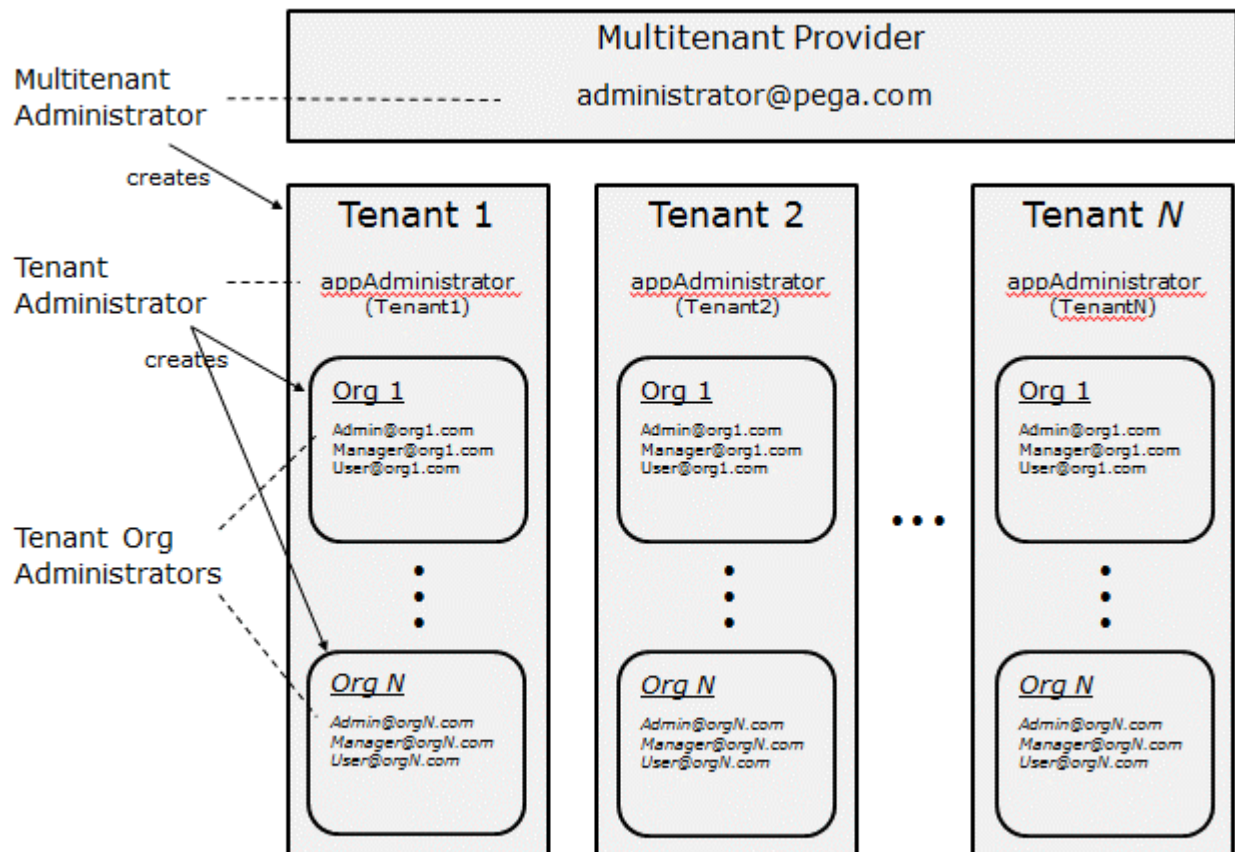 Multitenant Provider
administrator@pega.com
Multitenant
Administrator
creates
Tenant 1
Tenant 2
Tenant N
Tenant
Administrator
appAdministrator
(Tenant1)
appAdministrator
(Tenant2)
appAdministrator
(TenantN)
creates
Org 1
Admin@org1.com
Manager@org1.com
User@org1.com
Org 1
Admin@org1.com
Manager@org1.com
User@org1.com
Org 1
Admin@org1.com
Manager@org1.com
User@org1.com
Tenant Org
Administrators
Org N
Admin@orgN.com
Manager@orgN.com
User@orgN.com
Org N
Admin@orgN.com
Manager@orgN.com
User@orgN.com
Org N
Admin@orgN.com
Manager@orgN.com
User@orgN.com